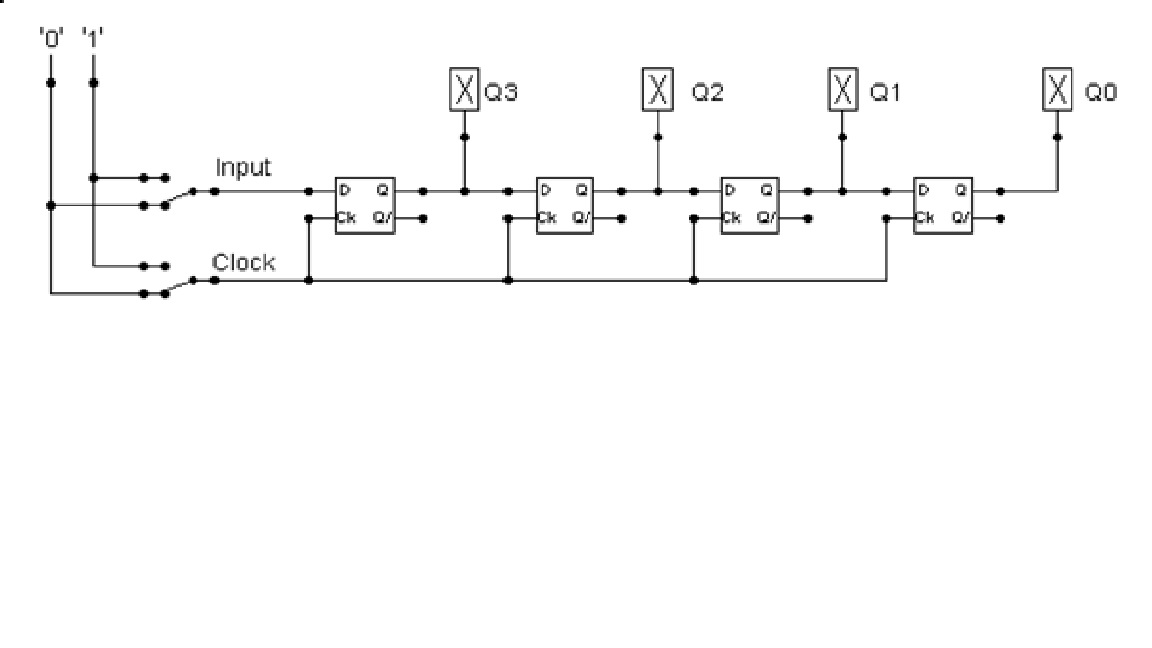 '0' '1'
X Q3 X Q2 X Q1 X Q0
Input
D Q D Q D Q D Q
Ck Q/ Ck Q/ Ck Q/ Ck Q/
Clock